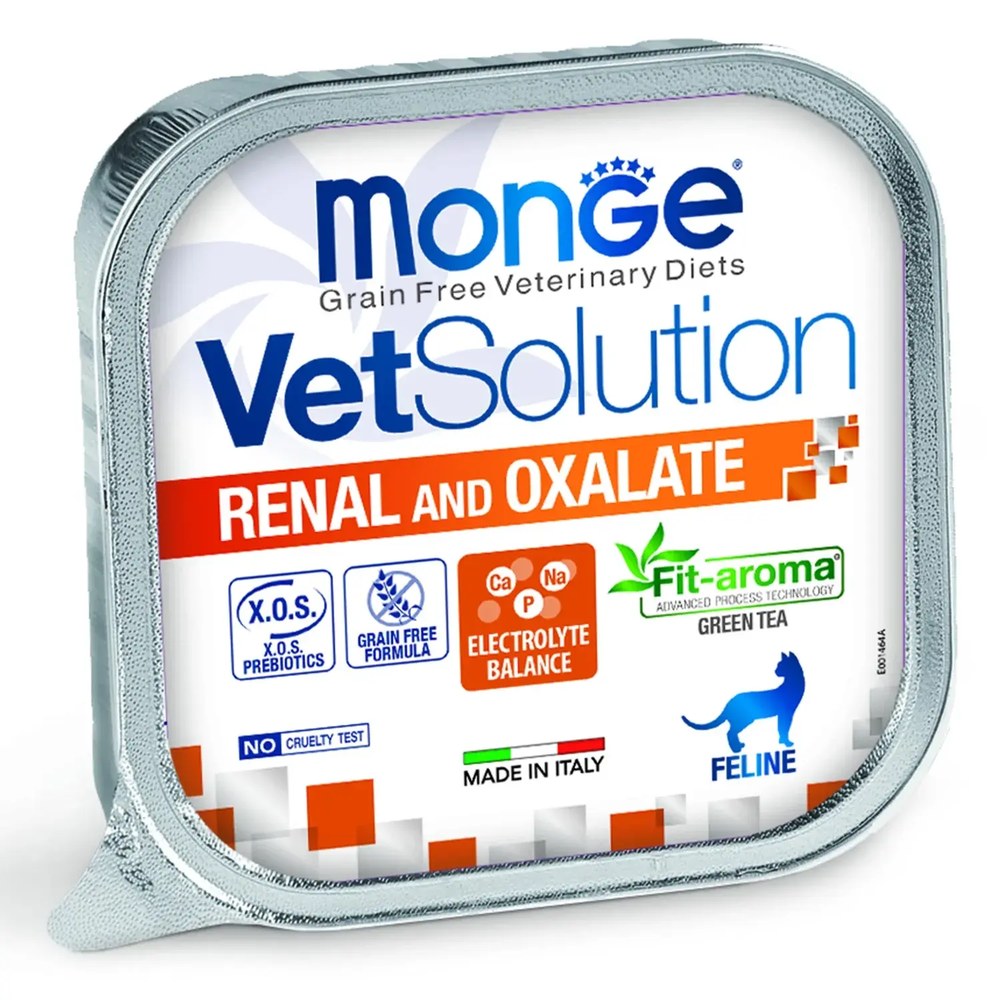 monGe®
Grain Free Veterinary Diets
VetSolution
RENAL AND OXALATE
X.O.S.
X.O.S.
PREBIOTICS
GRAIN FREE
FORMULA
Ca Na
P
ELECTROLYTE
BALANCE
Fit-aroma®
ADVANCED PROCESS TECHNOLOGY
GREEN TEA
E001464A
NO CRUELTY TEST
MADE IN ITALY
FELINE